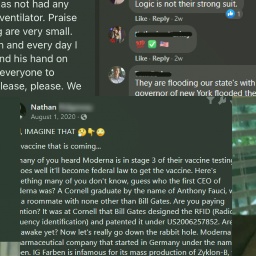 as not had any
ventilator. Praise
g are very small.
n and every day I
nd his hand on
everyone to
lease, please. We
Logic is not their strong suit.
Like · Reply · 2w
💯 ✅ 🇺🇸
Like · Reply · 2w
They are flooding our state's with
governor of new York flooded the
Nathan
August 1, 2020 ·
, IMAGINE THAT 🤔👇😄
vaccine that is coming...
many of you heard Moderna is in stage 3 of their vaccine testing
oes well it'll become federal law to get the vaccine. Here's
ething many of you don't know, guess who the first CEO of
erna was? A Cornell graduate by the name of Anthony Fauci, w
a roommate with none other than Bill Gates. Are you paying
ntion? It was at Cornell that Bill Gates designed the RFID (Radio
uency identification) and patented it under US2006257852. Are
awake yet? Now let's really go down the rabbit hole. Moderna
armaceutical company that started in Germany under the name
en. IG Farben is infamous for its mass production of Zyklon-B,